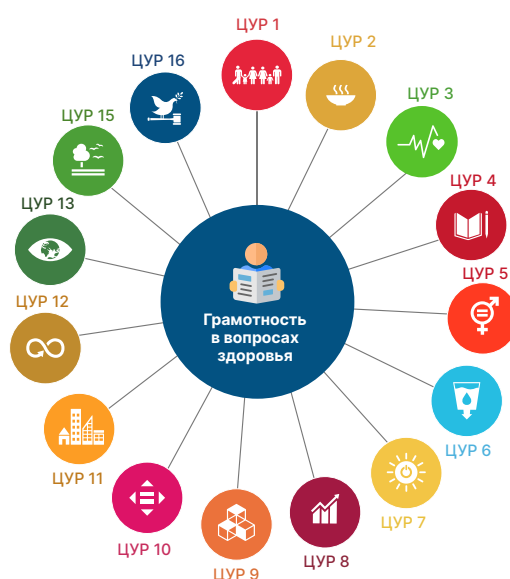 ЦУР 1
ЦУР 2
ЦУР 3
ЦУР 4
ЦУР 5
ЦУР 6
ЦУР 7
ЦУР 8
ЦУР 9
ЦУР 10
ЦУР 11
ЦУР 12
ЦУР 13
ЦУР 15
ЦУР 16
Грамотность
в вопросах
здоровья